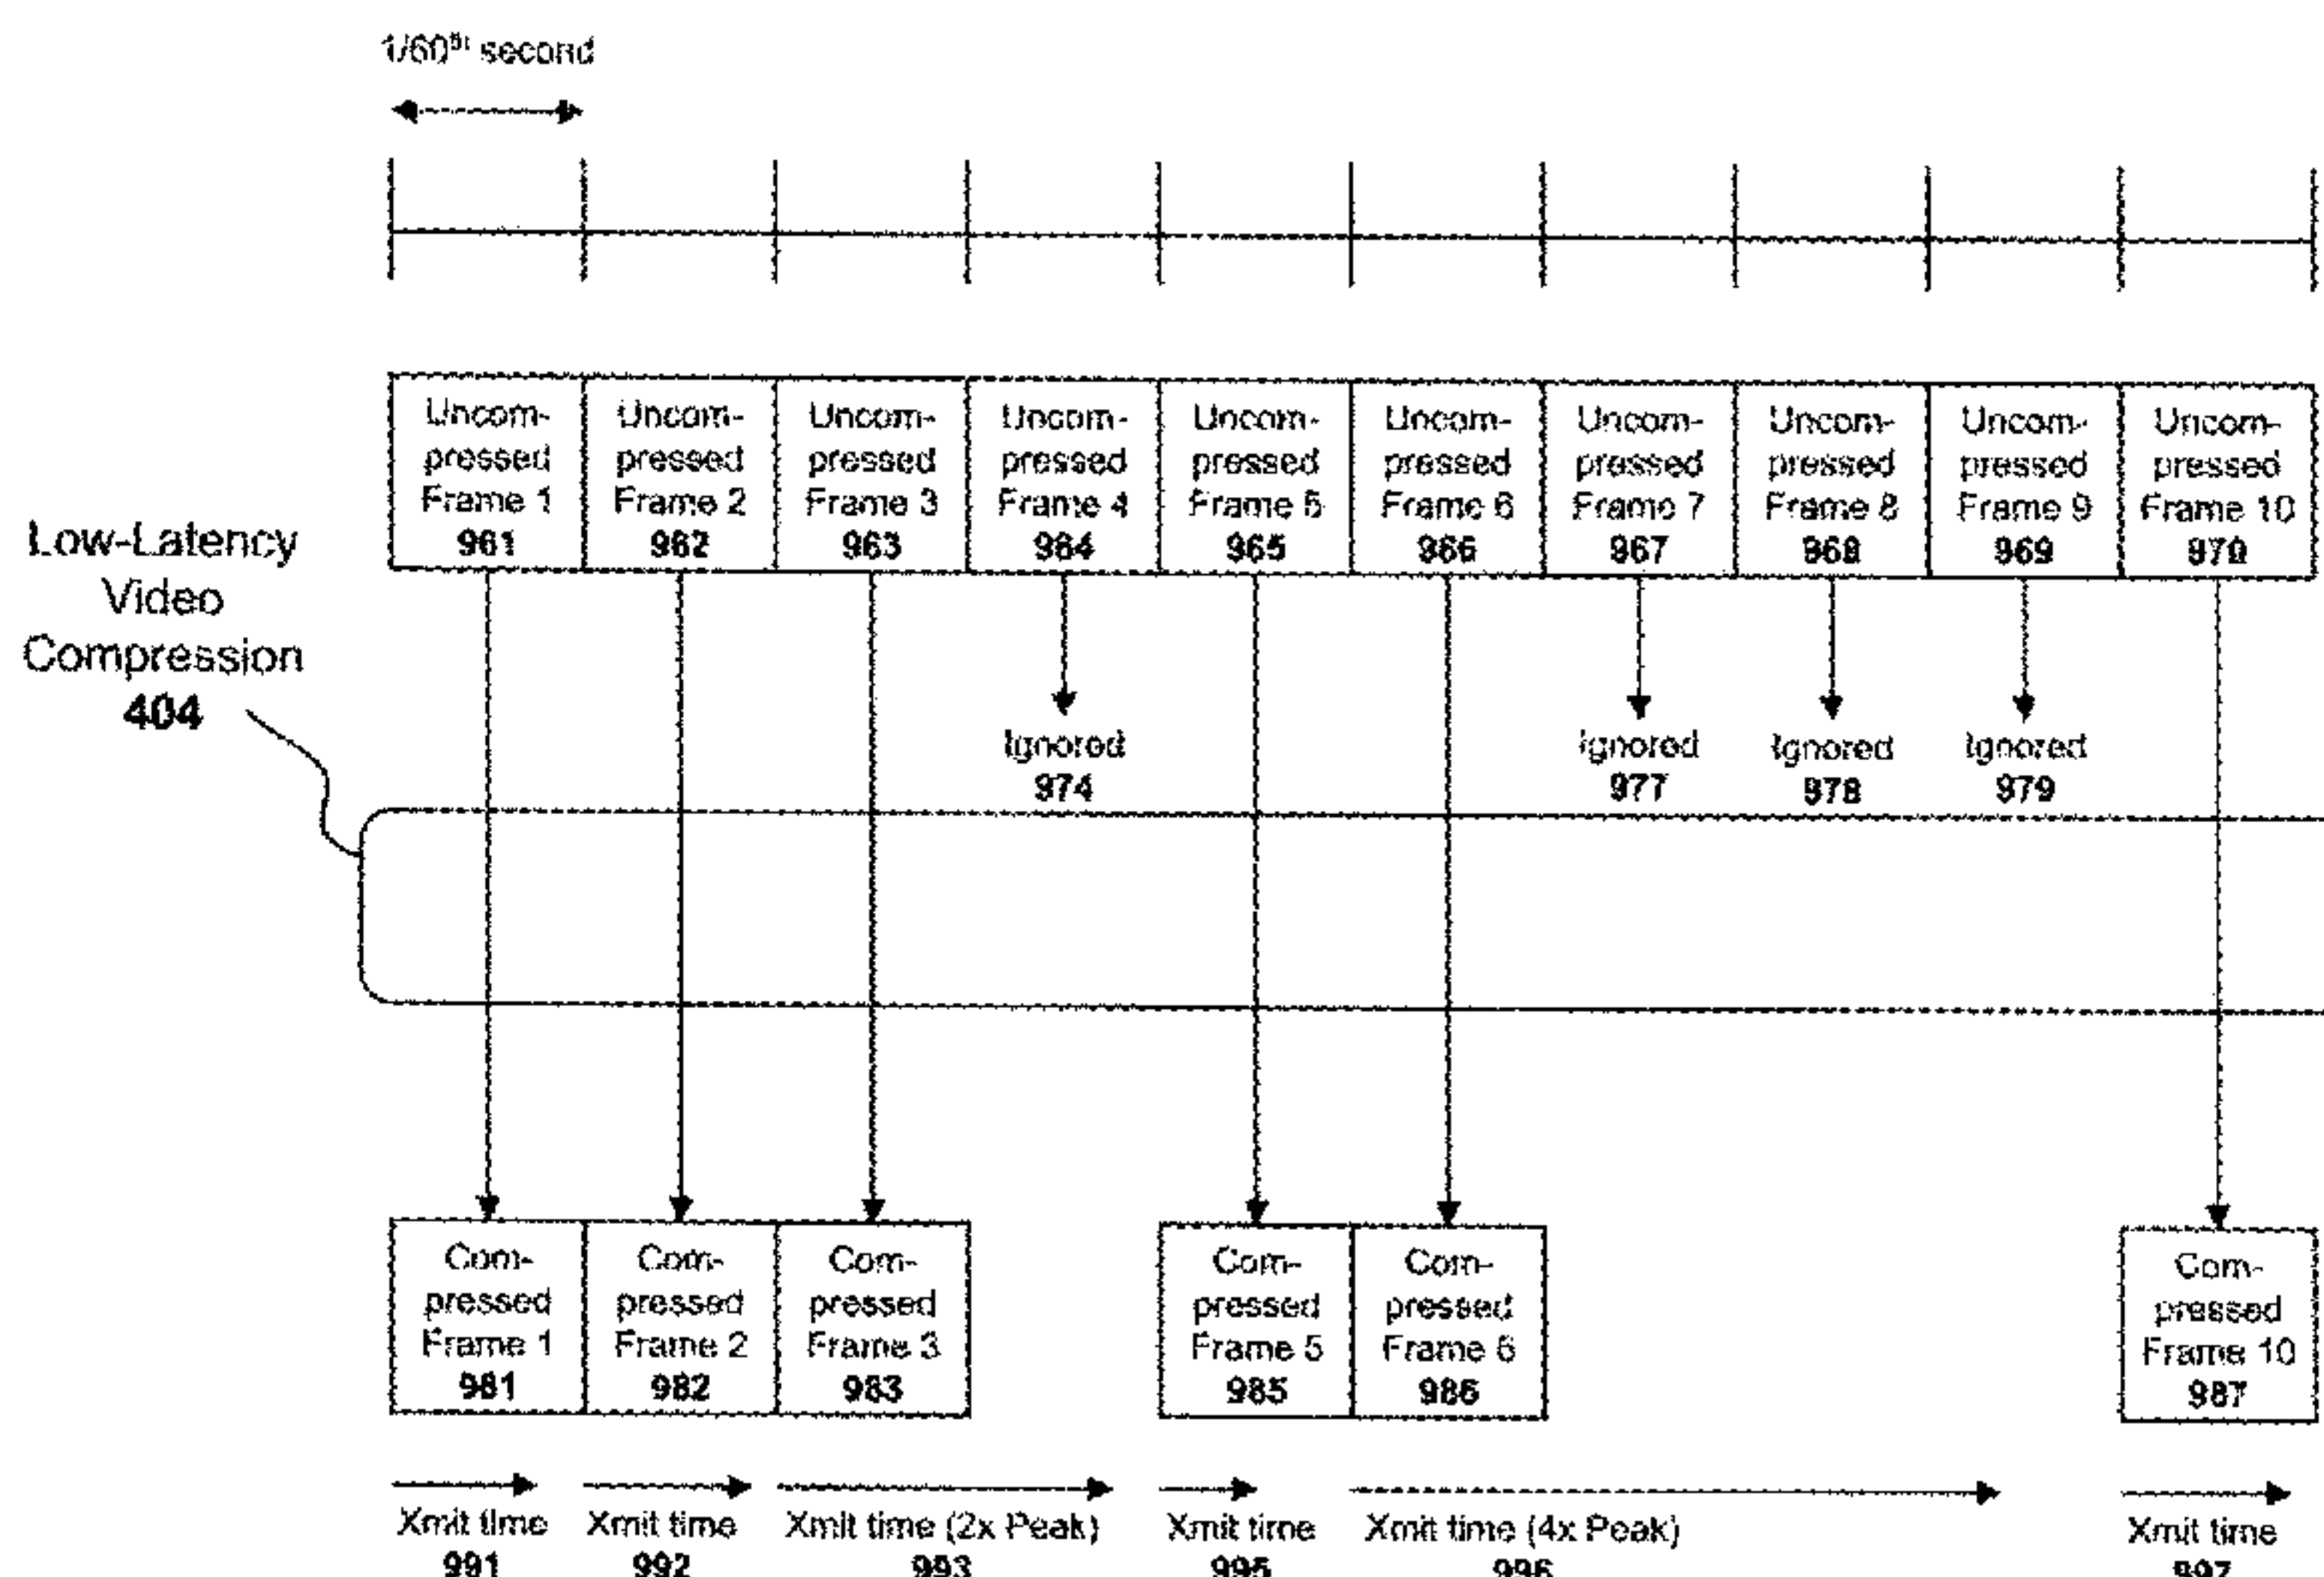 1/60th second
Uncom-
pressed
Frame 1
961
Uncom-
pressed
Frame 2
962
Uncom-
pressed
Frame 3
963
Uncom-
pressed
Frame 4
964
Uncom-
pressed
Frame 5
965
Uncom-
pressed
Frame 6
966
Uncom-
pressed
Frame 7
967
Uncom-
pressed
Frame 8
968
Uncom-
pressed
Frame 9
969
Uncom-
pressed
Frame 10
970
Low-Latency
Video
Compression
404
Ignored
974
Ignored
977
Ignored
978
Ignored
979
Com-
pressed
Frame 1
981
Com-
pressed
Frame 2
982
Com-
pressed
Frame 3
983
Com-
pressed
Frame 5
985
Com-
pressed
Frame 6
986
Com-
pressed
Frame 10
987
Xmit time
991
Xmit time
992
Xmit time (2x Peak)
993
Xmit time
995
Xmit time (4x Peak)
996
Xmit time
997